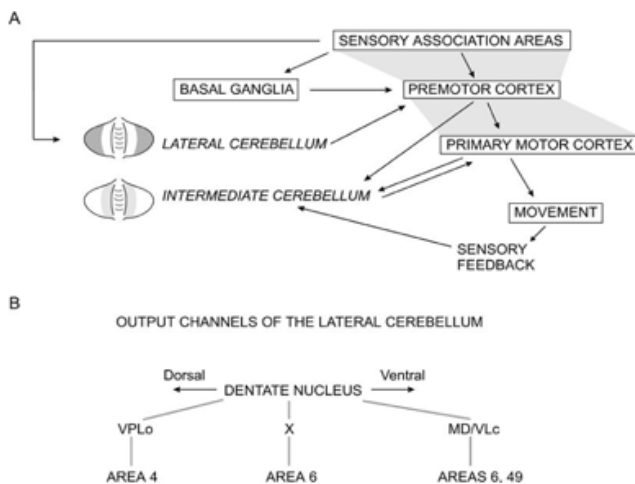 A
SENSORY ASSOCIATION AREAS
BASAL GANGLIA
PREMOTOR CORTEX
LATERAL CEREBELLUM
PRIMARY MOTOR CORTEX
INTERMEDIATE CEREBELLUM
MOVEMENT
SENSORY
FEEDBACK
B
OUTPUT CHANNELS OF THE LATERAL CEREBELLUM
Dorsal
Ventral
DENTATE NUCLEUS
VPLo
X
MD/VLc
AREA 4
AREA 6
AREAS 6, 49